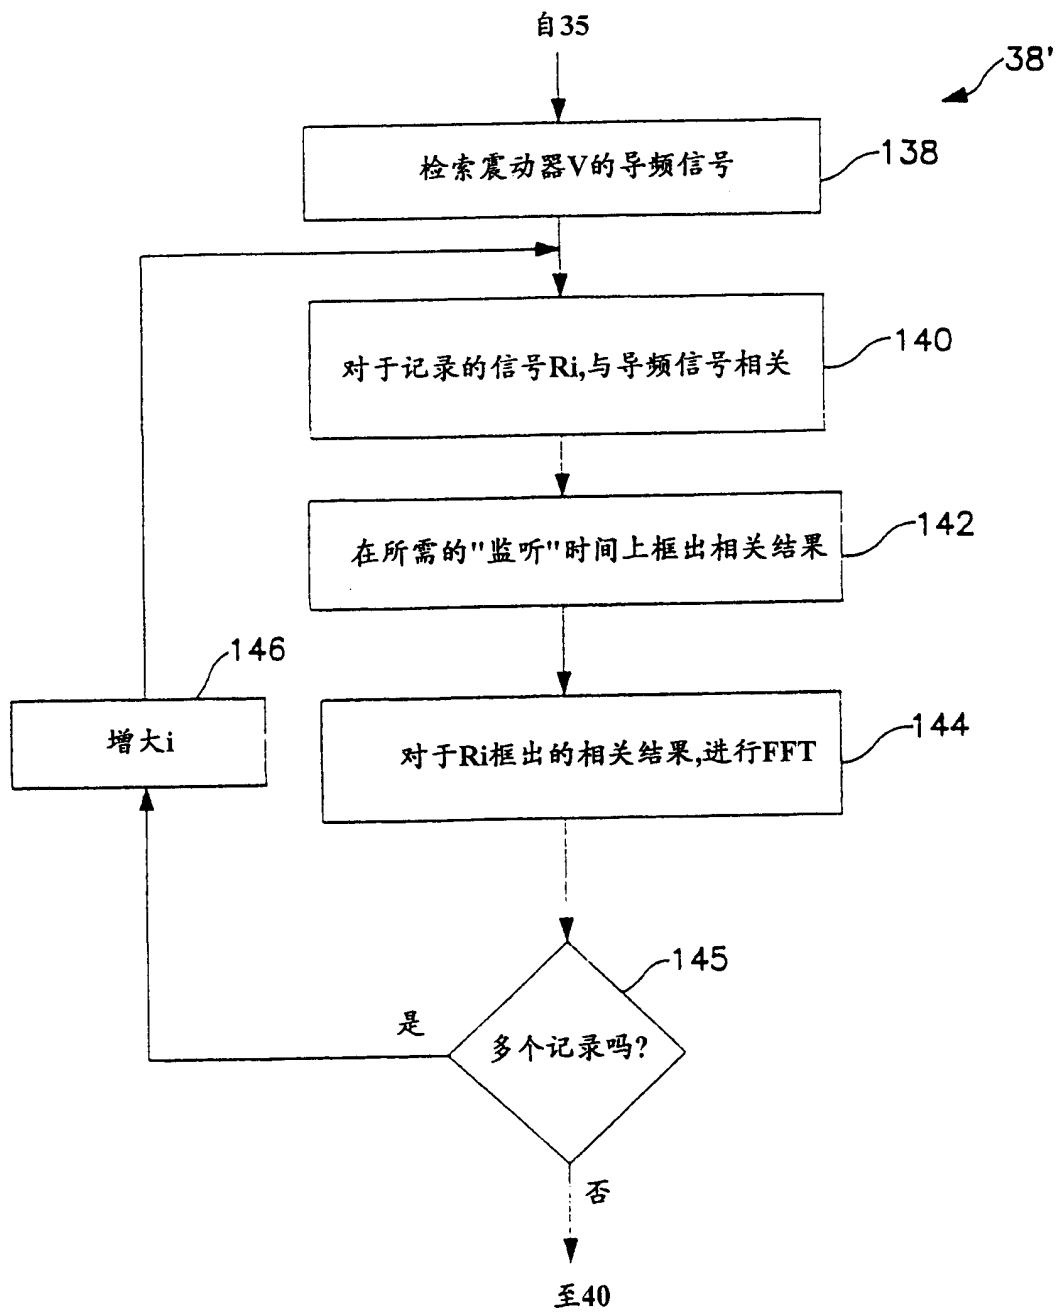 自35
38'
检索震动器V的导频信号
138
对于记录的信号Ri,与导频信号相关
140
在所需的"监听"时间上框出相关结果
142
146
增大i
对于Ri框出的相关结果,进行FFT
144
145
是
多个记录吗?
否
至40